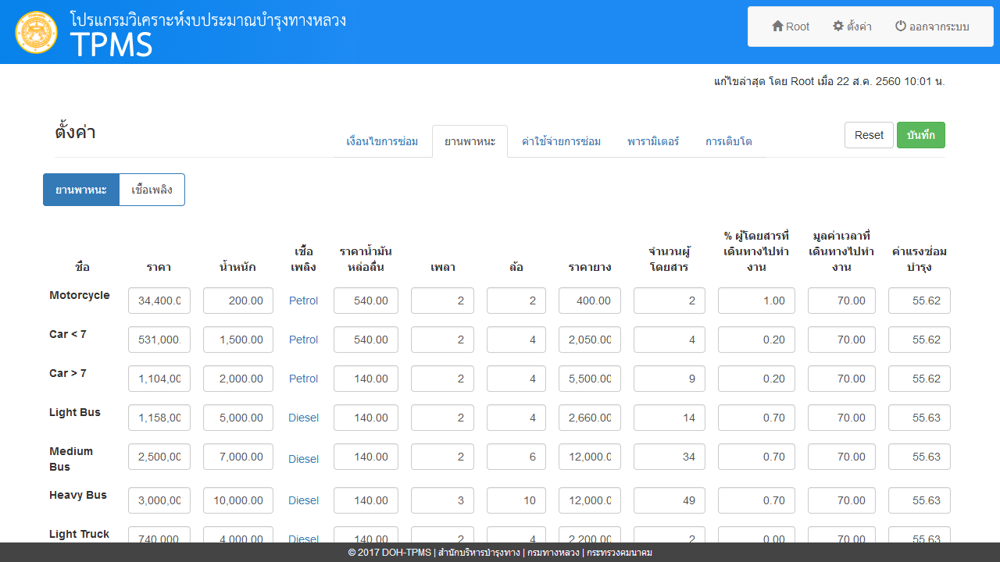 โปรแกรมวิเคราะห์งบประมาณบำรุงทางหลวง
TPMS
Root ตั้งค่า ออกจากระบบ
แก้ไขล่าสุด โดย Root เมื่อ 22 ส.ค. 2560 10:01 น.
ตั้งค่า เงื่อนไขการซ่อม ยานพาหนะ ค่าใช้จ่ายการซ่อม พารามิเตอร์ การเติบโต Reset บันทึก
ยานพาหนะ เชื้อเพลิง
ชื่อ ราคา น้ำหนัก เชื้อเพลิง ราคาน้ำมันหล่อลื่น เพลา ล้อ ราคายาง จำนวนผู้โดยสาร % ผู้โดยสารที่เดินทางไปทำงาน มูลค่าเวลาที่เดินทางไปทำงาน ค่าแรงซ่อมบำรุง
Motorcycle 34,400.0 200.00 Petrol 540.00 2 2 400.00 2 1.00 70.00 55.62
Car < 7 531,000. 1,500.00 Petrol 540.00 2 4 2,050.00 4 0.20 70.00 55.62
Car > 7 1,104,00 2,000.00 Petrol 140.00 2 4 5,500.00 9 0.20 70.00 55.62
Light Bus 1,158,00 5,000.00 Diesel 140.00 2 4 2,660.00 14 0.70 70.00 55.63
Medium Bus 2,500,00 7,000.00 Diesel 140.00 2 6 12,000.0 34 0.70 70.00 55.63
Heavy Bus 3,000,00 10,000.00 Diesel 140.00 3 10 12,000.0 49 0.70 70.00 55.63
Light Truck 740,000. 4,000.00 Diesel 140.00 2 4 2,200.00 2 0.00 70.00 55.63
© 2017 DOH-TPMS | สำนักบริหารบำรุงทาง | กรมทางหลวง | กระทรวงคมนาคม